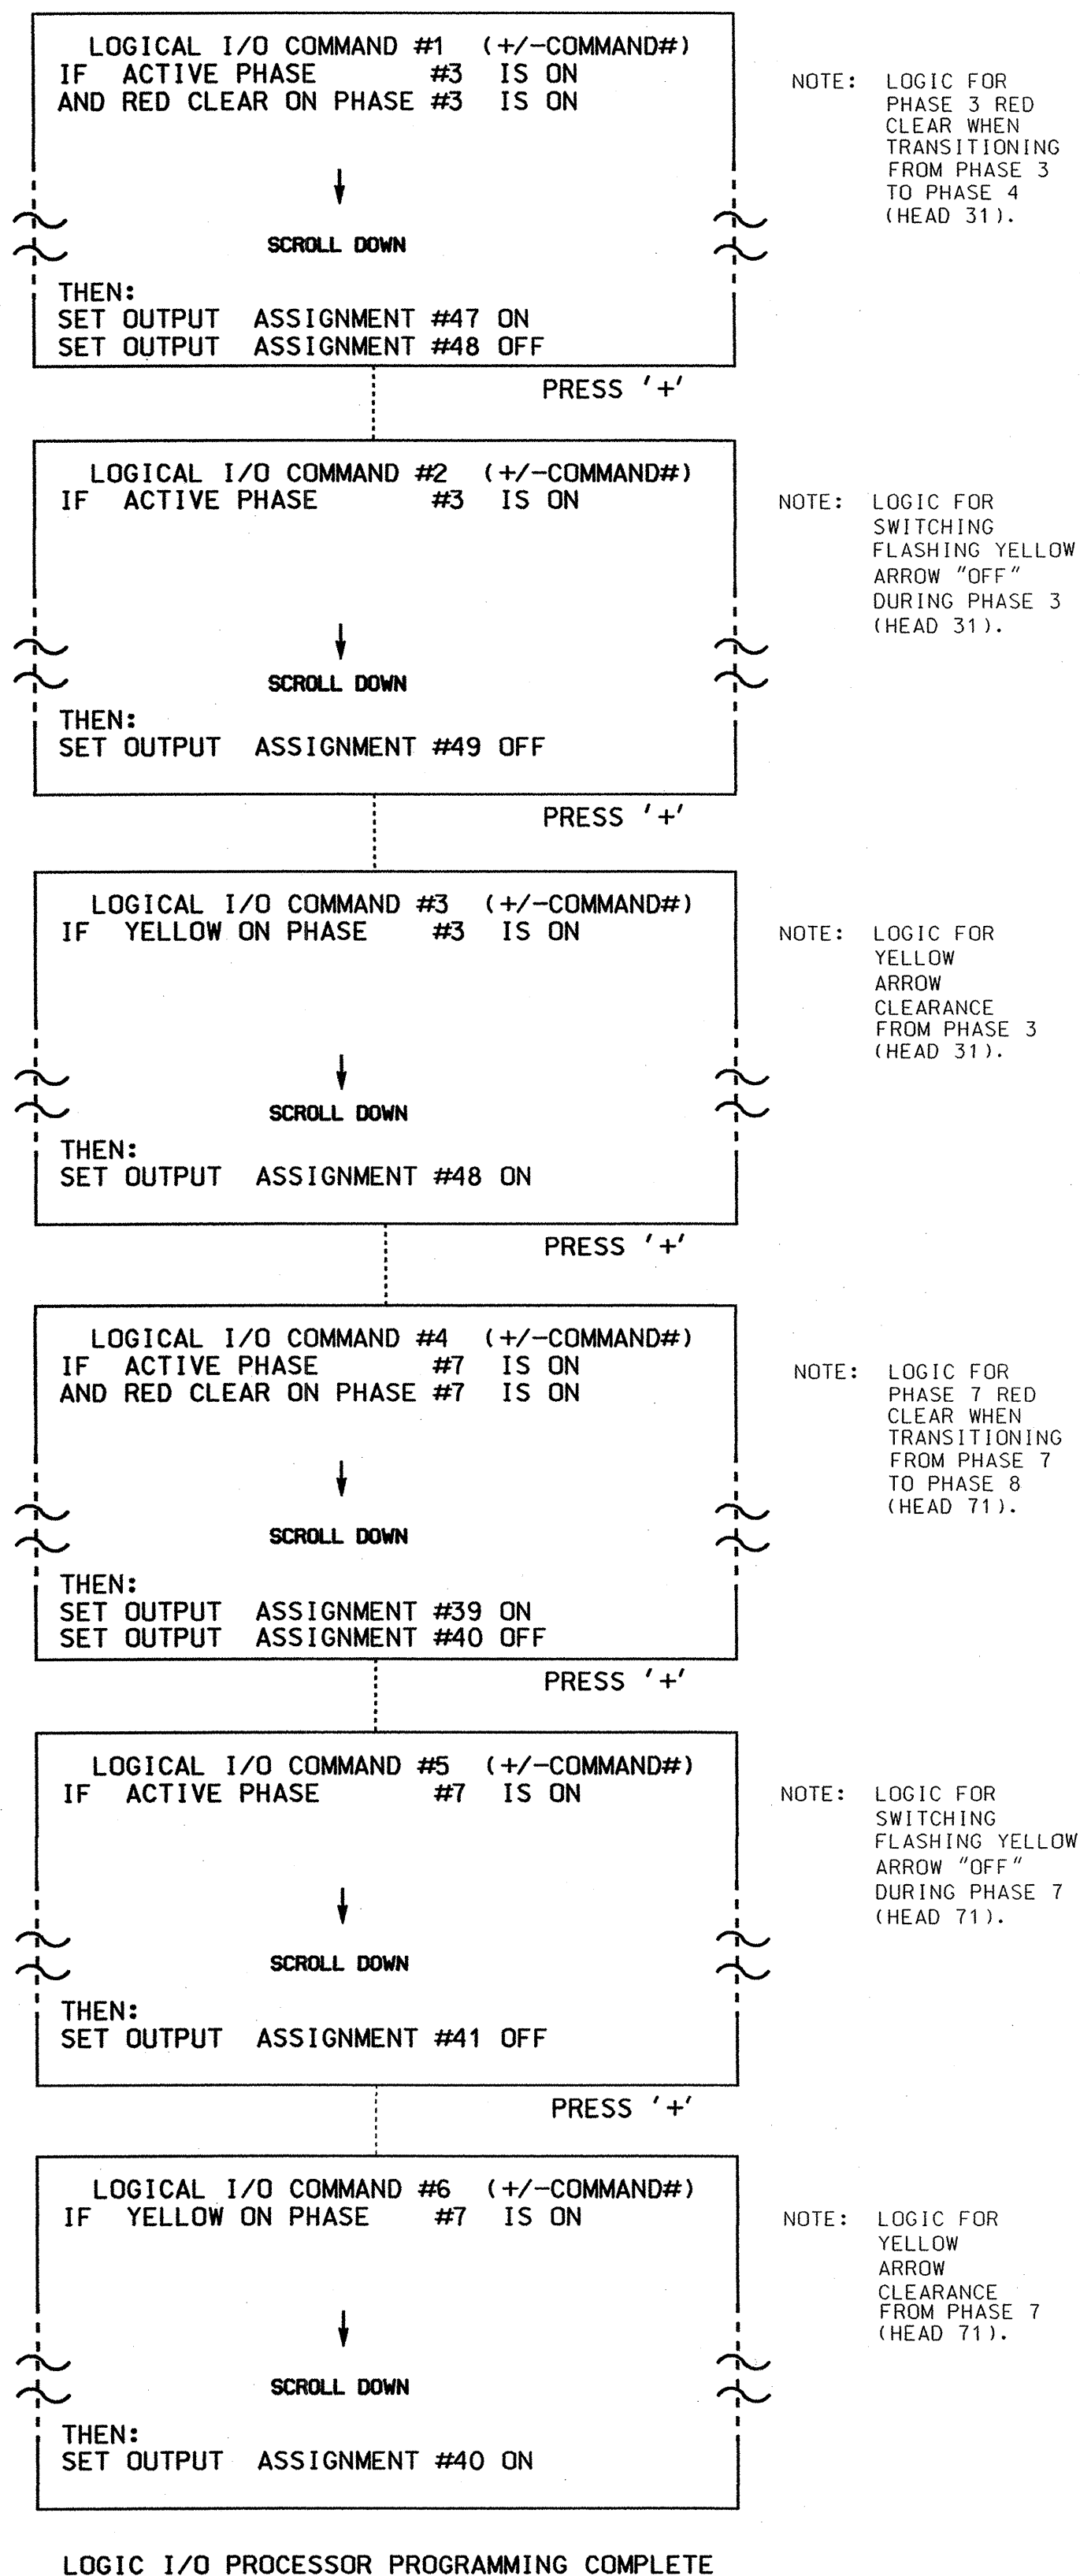 LOGICAL I/O COMMAND #1 (+/-COMMAND#)
IF ACTIVE PHASE #3 IS ON
AND RED CLEAR ON PHASE #3 IS ON
SCROLL DOWN
THEN:
SET OUTPUT ASSIGNMENT #47 ON
SET OUTPUT ASSIGNMENT #48 OFF
NOTE: LOGIC FOR
PHASE 3 RED
CLEAR WHEN
TRANSITIONING
FROM PHASE 3
TO PHASE 4
(HEAD 31).
PRESS '+'
LOGICAL I/O COMMAND #2 (+/-COMMAND#)
IF ACTIVE PHASE #3 IS ON
SCROLL DOWN
THEN:
SET OUTPUT ASSIGNMENT #49 OFF
NOTE: LOGIC FOR
SWITCHING
FLASHING YELLOW
ARROW "OFF"
DURING PHASE 3
(HEAD 31).
PRESS '+'
LOGICAL I/O COMMAND #3 (+/-COMMAND#)
IF YELLOW ON PHASE #3 IS ON
SCROLL DOWN
THEN:
SET OUTPUT ASSIGNMENT #48 ON
NOTE: LOGIC FOR
YELLOW
ARROW
CLEARANCE
FROM PHASE 3
(HEAD 31).
PRESS '+'
LOGICAL I/O COMMAND #4 (+/-COMMAND#)
IF ACTIVE PHASE #7 IS ON
AND RED CLEAR ON PHASE #7 IS ON
SCROLL DOWN
THEN:
SET OUTPUT ASSIGNMENT #39 ON
SET OUTPUT ASSIGNMENT #40 OFF
NOTE: LOGIC FOR
PHASE 7 RED
CLEAR WHEN
TRANSITIONING
FROM PHASE 7
TO PHASE 8
(HEAD 71).
PRESS '+'
LOGICAL I/O COMMAND #5 (+/-COMMAND#)
IF ACTIVE PHASE #7 IS ON
SCROLL DOWN
THEN:
SET OUTPUT ASSIGNMENT #41 OFF
NOTE: LOGIC FOR
SWITCHING
FLASHING YELLOW
ARROW "OFF"
DURING PHASE 7
(HEAD 71).
PRESS '+'
LOGICAL I/O COMMAND #6 (+/-COMMAND#)
IF YELLOW ON PHASE #7 IS ON
SCROLL DOWN
THEN:
SET OUTPUT ASSIGNMENT #40 ON
NOTE: LOGIC FOR
YELLOW
ARROW
CLEARANCE
FROM PHASE 7
(HEAD 71).
LOGIC I/O PROCESSOR PROGRAMMING COMPLETE